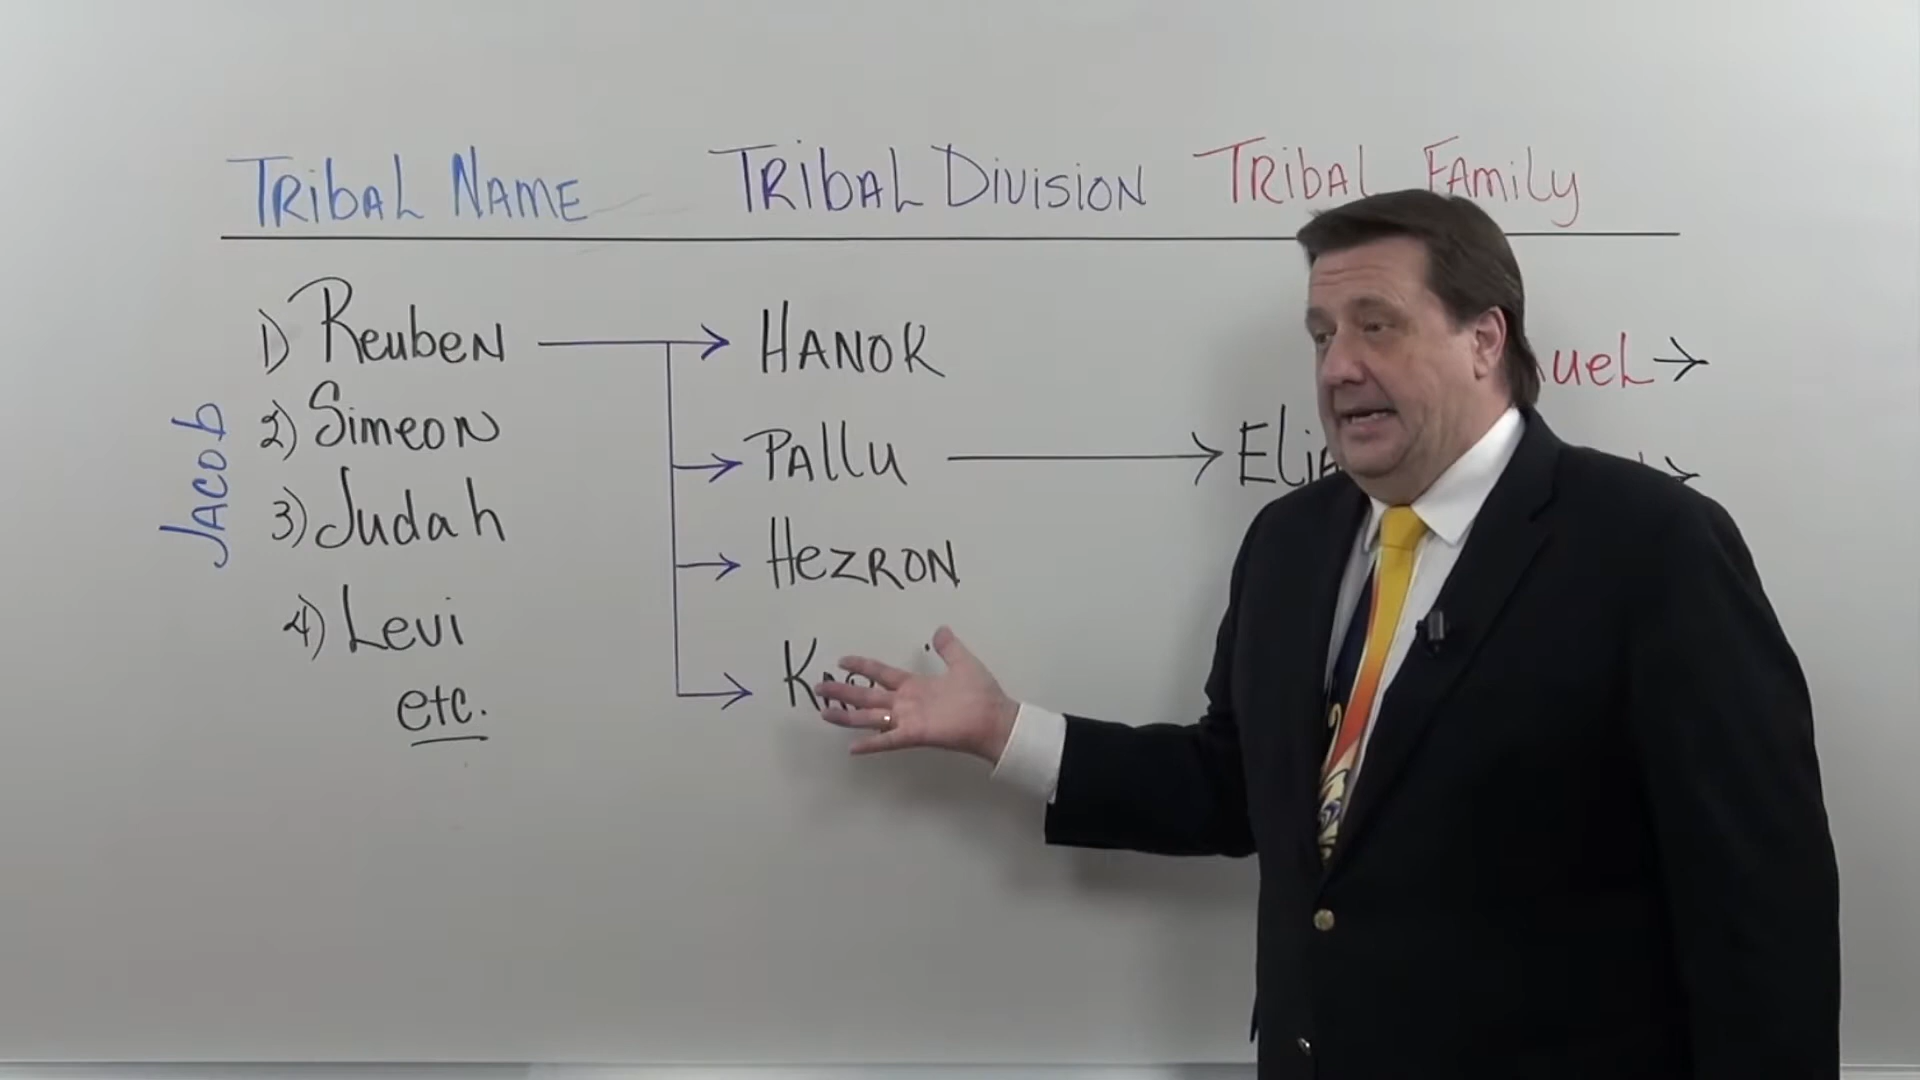 TRIBAL NAME TRIBAL DIVISION TRIBAL FAMILY
Jacob
1) Reuben
2) Simeon
3) Judah
4) Levi
etc.
HANOK
PALLU
HEZRON